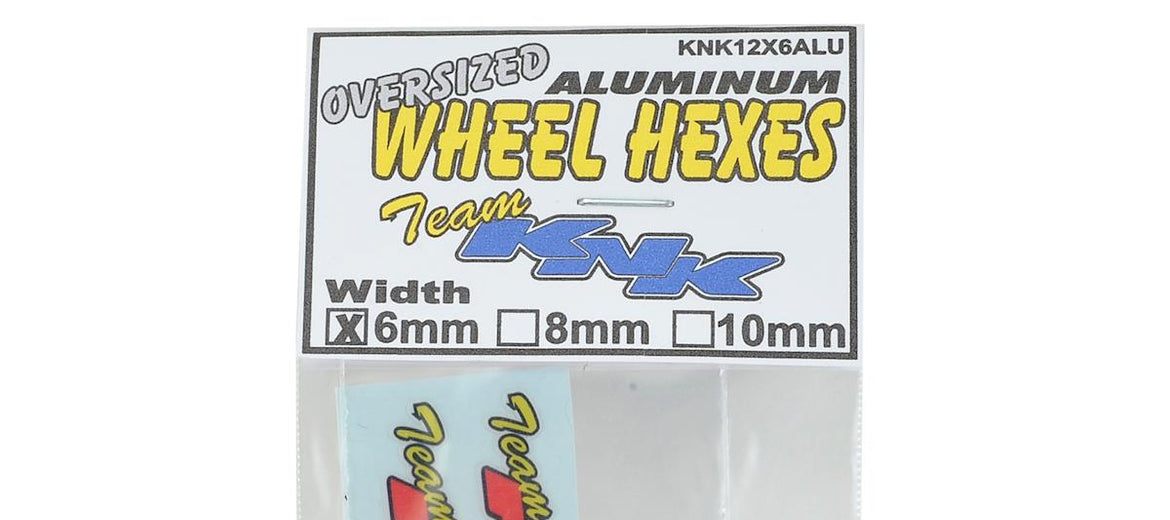 KNK12X6ALU
OVERSIZED
ALUMINUM
WHEEL HEXES
Team
KNK
Width
X 6mm 8mm 10mm
Team Team